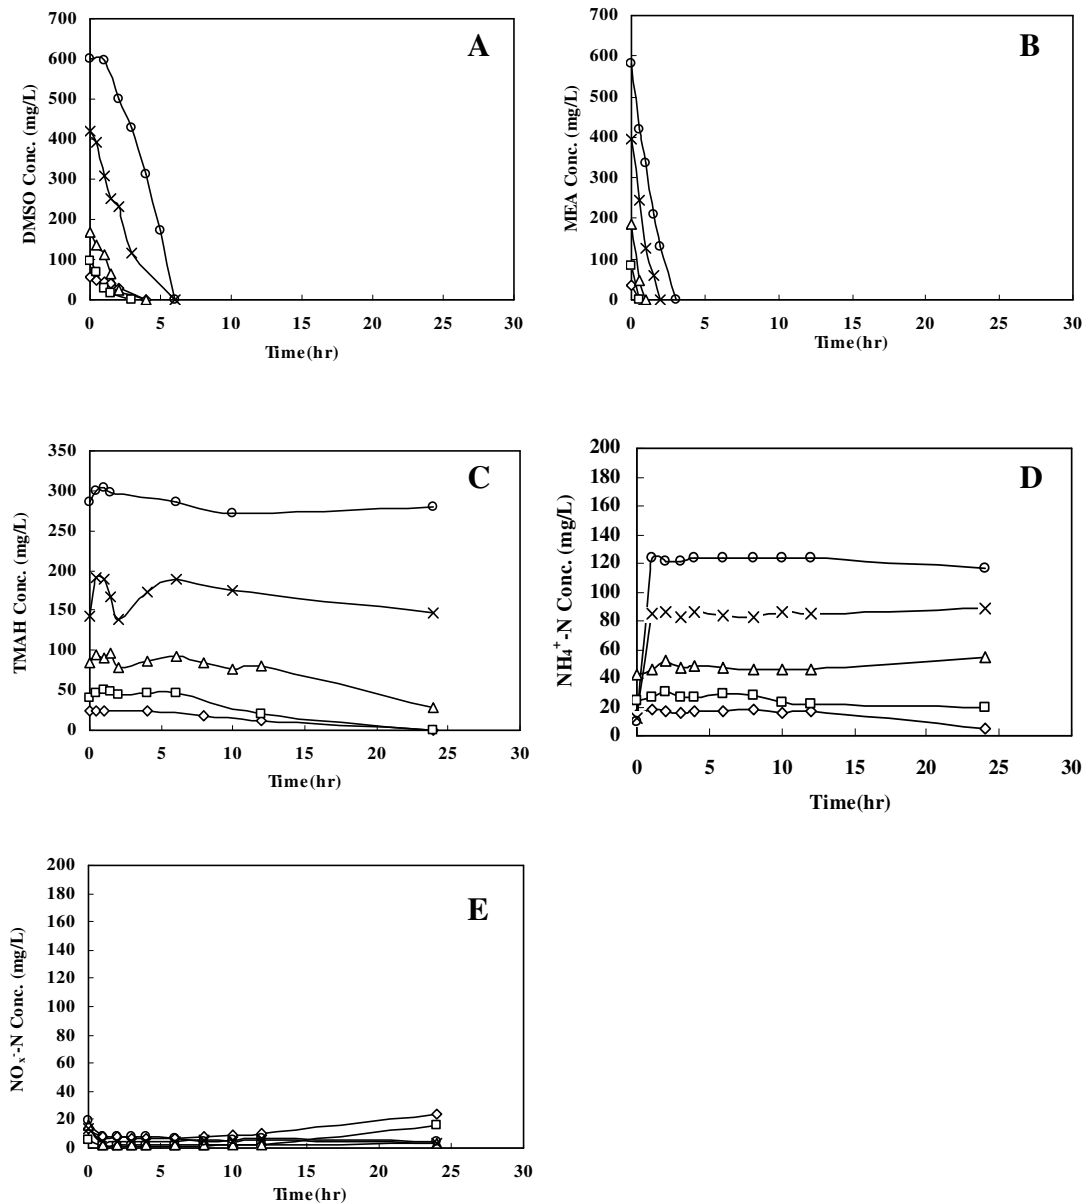 A
DMSO Conc. (mg/L)
700
600
500
400
300
200
100
0
0 5 10 15 20 25 30
Time(hr)
B
MEA Conc. (mg/L)
700
600
500
400
300
200
100
0
0 5 10 15 20 25 30
Time(hr)
C
TMAH Conc. (mg/L)
350
300
250
200
150
100
50
0
0 5 10 15 20 25 30
Time(hr)
D
NH₄⁺-N Conc. (mg/L)
200
180
160
140
120
100
80
60
40
20
0
0 5 10 15 20 25 30
Time(hr)
E
NOₓ⁻-N Conc. (mg/L)
200
180
160
140
120
100
80
60
40
20
0
0 5 10 15 20 25 30
Time(hr)